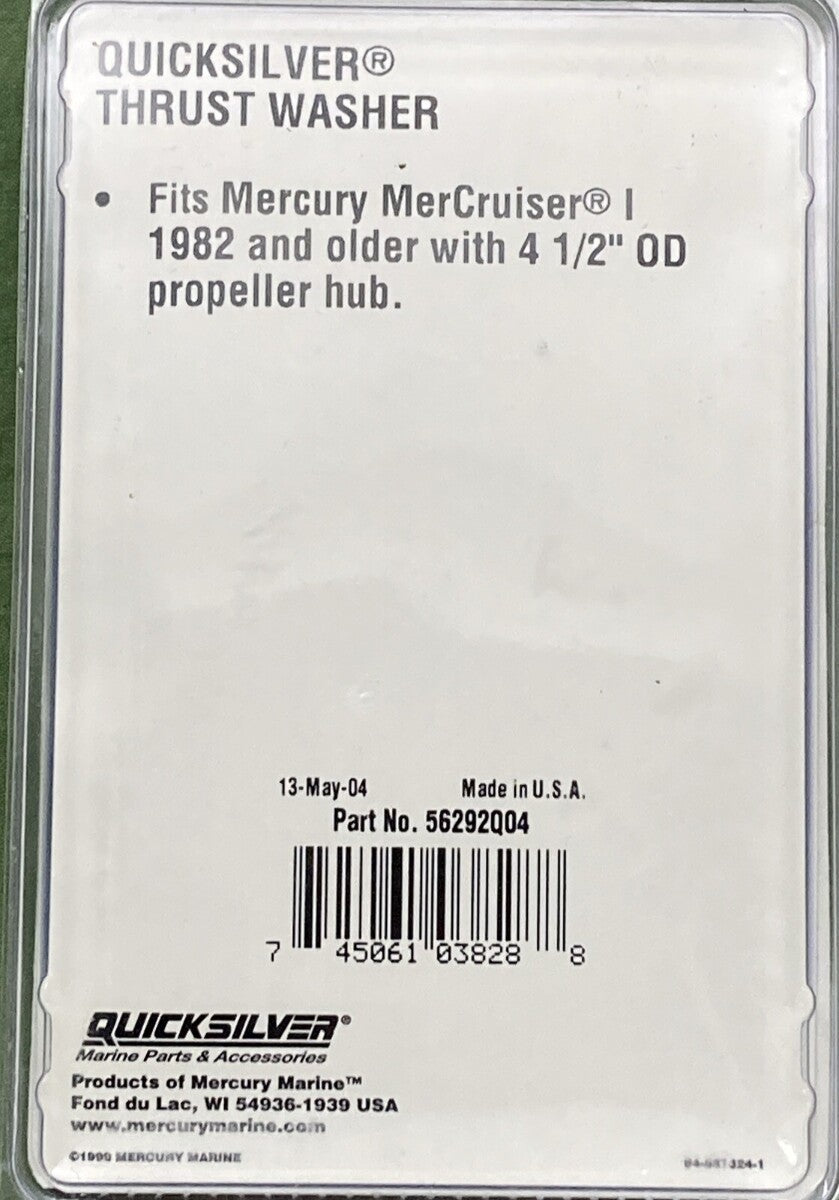 QUICKSILVER®
THRUST WASHER
• Fits Mercury MerCruiser® I
1982 and older with 4 1/2" OD
propeller hub.
13-May-04 Made in U.S.A.
Part No. 56292Q04
7 45061 03828 8
QUICKSILVER®
Marine Parts & Accessories
Products of Mercury Marine™
Fond du Lac, WI 54936-1939 USA
www.mercurymarine.com
©1999 MERCURY MARINE